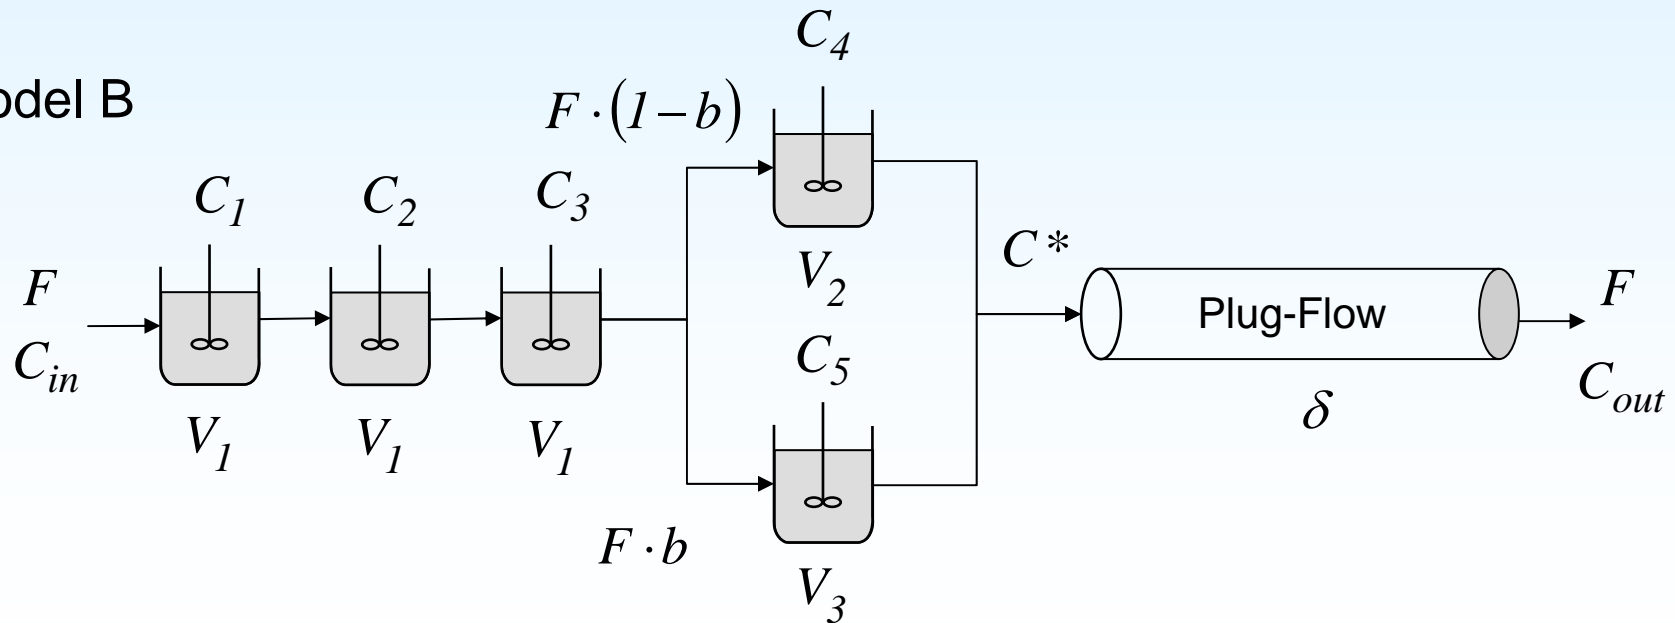 odel B
C4
F · (1 – b)
C1
C2
C3
F
Cin
V1
V1
V1
V2
C5
F · b
V3
C*
Plug-Flow
δ
F
Cout